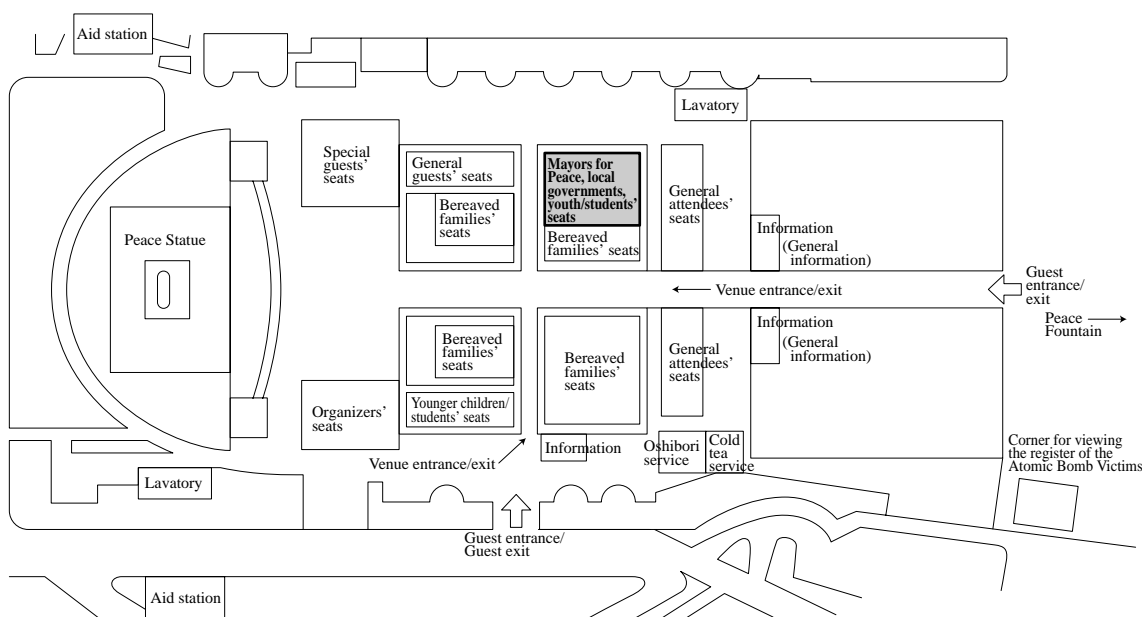 Aid station
Lavatory
Special
guests’
seats
General
guests’ seats
Bereaved
families’
seats
Mayors for
Peace, local
governments,
youth/students’
seats
Bereaved
families’ seats
General
attendees’
seats
Information
(General
information)
Peace Statue
Venue entrance/exit
Guest
entrance/
exit
Peace
Fountain
Bereaved
families’
seats
Bereaved
families’
seats
General
attendees’
seats
Information
(General
information)
Organizers’
seats
Younger children/
students’ seats
Information
Oshibori
service
Cold
tea
service
Venue entrance/exit
Corner for viewing
the register of the
Atomic Bomb Victims
Lavatory
Guest entrance/
Guest exit
Aid station